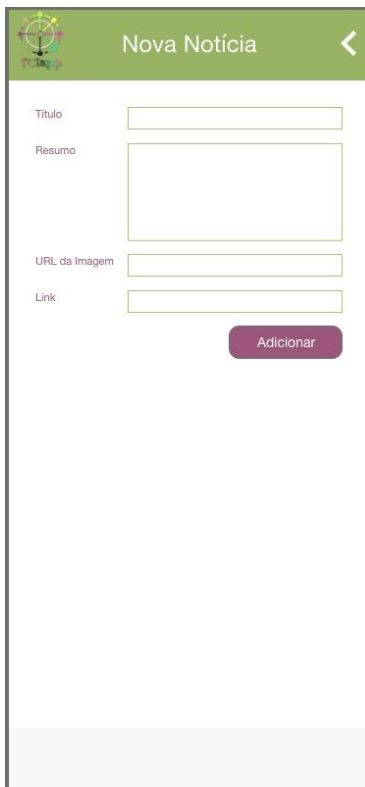 Nova Notícia
Título
Resumo
URL da Imagem
Link
Adicionar